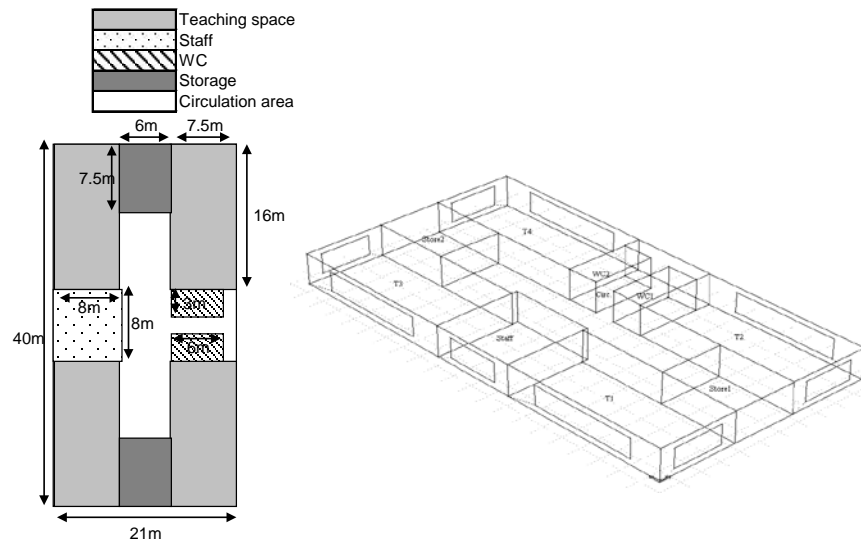 Teaching space
Staff
WC
Storage
Circulation area
6m
7.5m
7.5m
16m
8m
3m
8m
6m
40m
21m
T4
Store2
T3
WC2
Circ.
WC1
T2
Staff
Store1
T1